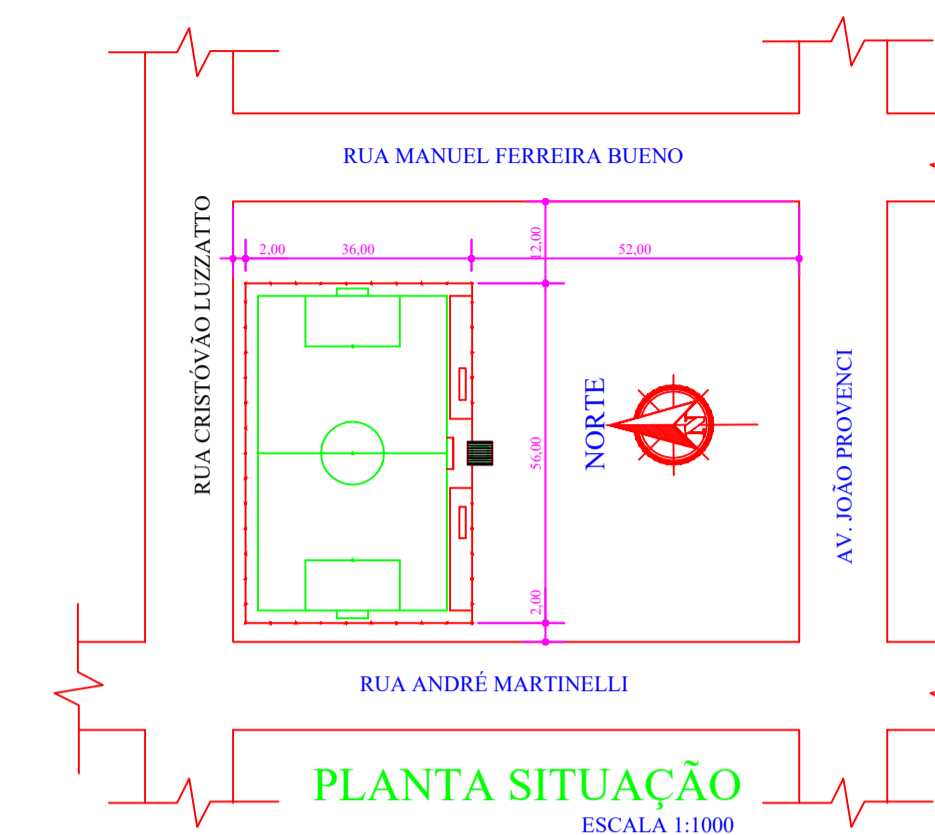 RUA MANUEL FERREIRA BUENO
RUA CRISTÓVÃO LUZZATTO
2,00
36,00
12,00
52,00
56,00
2,00
NORTE
N
AV. JOÃO PROVENCI
RUA ANDRÉ MARTINELLI
PLANTA SITUAÇÃO
ESCALA 1:1000